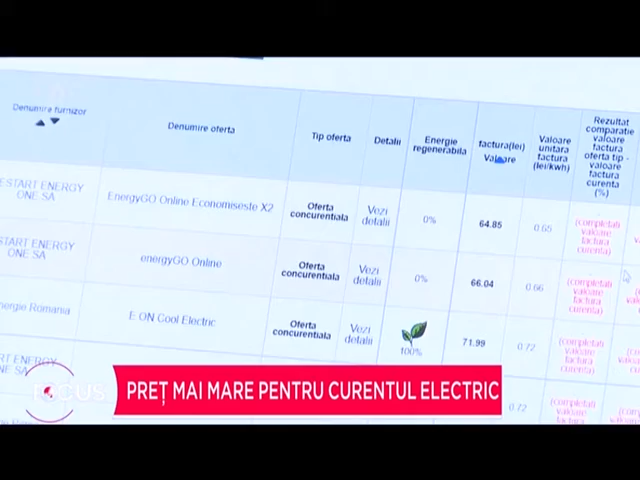 Denumire furnizor
Denumire oferta
Tip oferta
Detalii
Energie
regenerabila
factura(lei)
Valoare
Valoare
unitara
factura
(lei/kwh)
Rezultat
comparatie
valoare
factura
oferta tip -
valoare
factura
curenta
(%)
ESTART ENERGY
ONE SA
EnergyGO Online Economiseste X2
Oferta
concurentiala
Vezi
detalii
0%
64.85
0.65
(completati
valoare
factura
curenta)
START ENERGY
ONE SA
energyGO Online
Oferta
concurentiala
Vezi
detalii
0%
66.04
0.66
(completati
valoare
factura
curenta)
nergie Romania
E ON Cool Electric
Oferta
concurentiala
Vezi
detalii
100%
71.99
0.72
(completati
valoare
factura
curenta)
0.72
(completati
valoare
factura
FOCUS
PREȚ MAI MARE PENTRU CURENTUL ELECTRIC